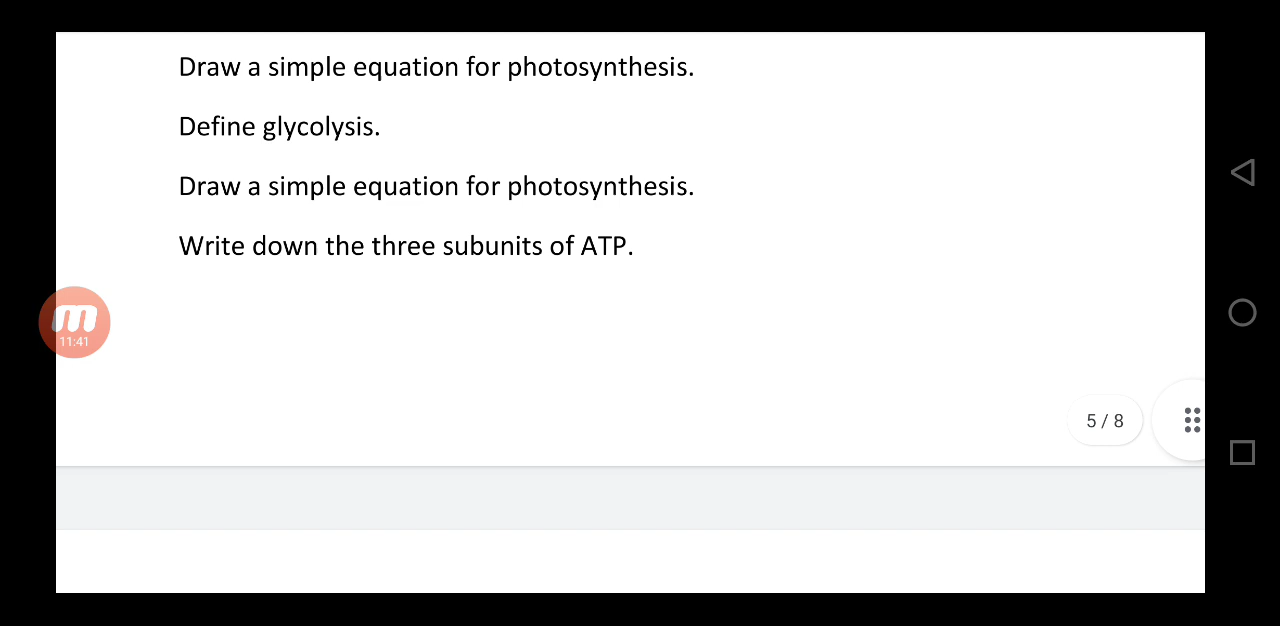 Draw a simple equation for photosynthesis.
Define glycolysis.
Draw a simple equation for photosynthesis.
Write down the three subunits of ATP.
m
11:41
5 / 8